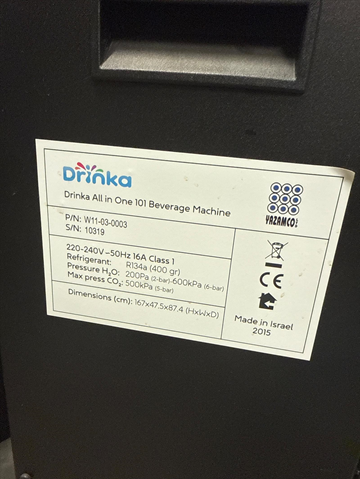 Drinka
Drinka All in One 101 Beverage Machine
YAZAMCO
P/N: W11-03-0003
S/N: 10319
220-240V~50Hz 16A Class 1
Refrigerant: R134a (400 gr)
Pressure H₂O: 200Pa (2-bar)-600kPa (6-bar)
Max press CO₂: 500kPa (5-bar)
Dimensions (cm): 167x47.5x87.4 (HxWxD)
CE
Made in Israel
2015